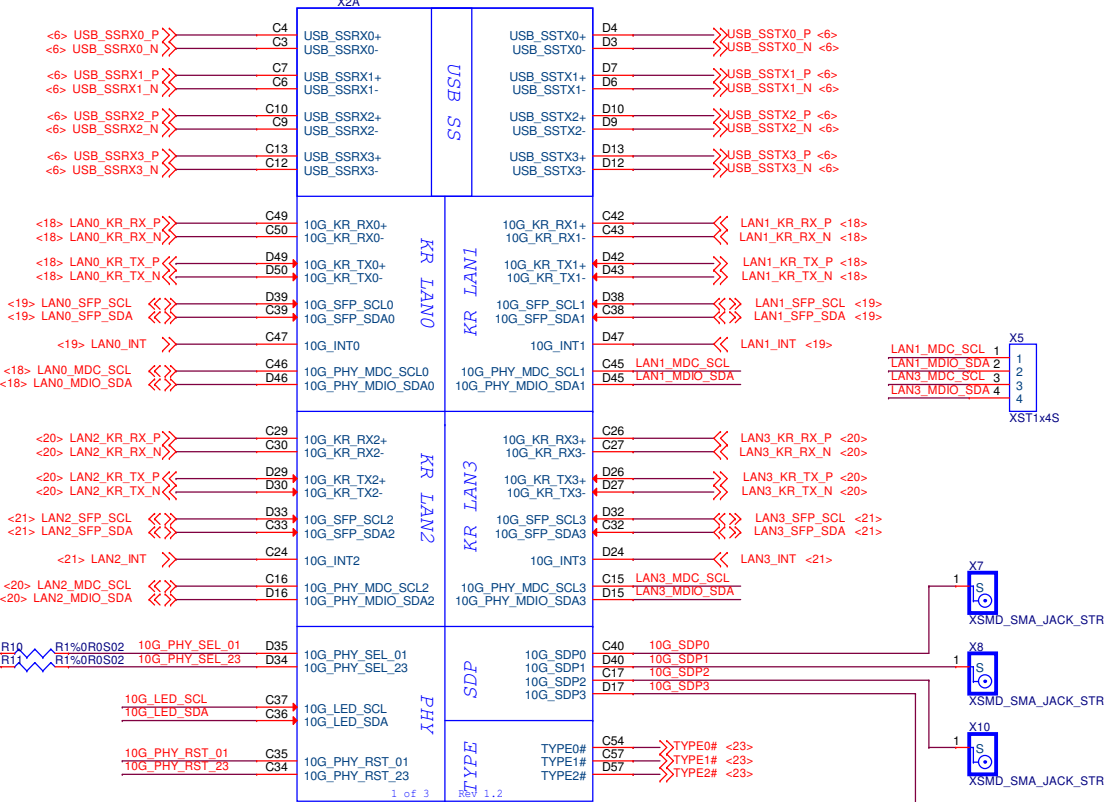 X2A
<6> USB_SSRX0_P C4 USB_SSRX0+ USB_SSTX0+ D4 USB_SSTX0_P <6>
<6> USB_SSRX0_N C3 USB_SSRX0- USB_SSTX0- D3 USB_SSTX0_N <6>
<6> USB_SSRX1_P C7 USB_SSRX1+ USB_SSTX1+ D7 USB_SSTX1_P <6>
<6> USB_SSRX1_N C6 USB_SSRX1- USB_SSTX1- D6 USB_SSTX1_N <6>
USB SS
<6> USB_SSRX2_P C10 USB_SSRX2+ USB_SSTX2+ D10 USB_SSTX2_P <6>
<6> USB_SSRX2_N C9 USB_SSRX2- USB_SSTX2- D9 USB_SSTX2_N <6>
<6> USB_SSRX3_P C13 USB_SSRX3+ USB_SSTX3+ D13 USB_SSTX3_P <6>
<6> USB_SSRX3_N C12 USB_SSRX3- USB_SSTX3- D12 USB_SSTX3_N <6>
<18> LAN0_KR_RX_P C49 10G_KR_RX0+ 10G_KR_RX1+ C42 LAN1_KR_RX_P <18>
<18> LAN0_KR_RX_N C50 10G_KR_RX0- 10G_KR_RX1- C43 LAN1_KR_RX_N <18>
<18> LAN0_KR_TX_P D49 10G_KR_TX0+ 10G_KR_TX1+ D42 LAN1_KR_TX_P <18>
<18> LAN0_KR_TX_N D50 10G_KR_TX0- 10G_KR_TX1- D43 LAN1_KR_TX_N <18>
KR LAN0 KR LAN1
<19> LAN0_SFP_SCL D39 10G_SFP_SCL0 10G_SFP_SCL1 D38 LAN1_SFP_SCL <19>
<19> LAN0_SFP_SDA C39 10G_SFP_SDA0 10G_SFP_SDA1 C38 LAN1_SFP_SDA <19>
<19> LAN0_INT C47 10G_INT0 10G_INT1 D47 LAN1_INT <19>
<18> LAN0_MDC_SCL C46 10G_PHY_MDC_SCL0 10G_PHY_MDC_SCL1 C45 LAN1_MDC_SCL
<18> LAN0_MDIO_SDA D46 10G_PHY_MDIO_SDA0 10G_PHY_MDIO_SDA1 D45 LAN1_MDIO_SDA
X5
LAN1_MDC_SCL 1 1
LAN1_MDIO_SDA 2 2
LAN3_MDC_SCL 3 3
LAN3_MDIO_SDA 4 4
XST1x4S
<20> LAN2_KR_RX_P C29 10G_KR_RX2+ 10G_KR_RX3+ C26 LAN3_KR_RX_P <20>
<20> LAN2_KR_RX_N C30 10G_KR_RX2- 10G_KR_RX3- C27 LAN3_KR_RX_N <20>
<20> LAN2_KR_TX_P D29 10G_KR_TX2+ 10G_KR_TX3+ D26 LAN3_KR_TX_P <20>
<20> LAN2_KR_TX_N D30 10G_KR_TX2- 10G_KR_TX3- D27 LAN3_KR_TX_N <20>
KR LAN2 KR LAN3
<21> LAN2_SFP_SCL D33 10G_SFP_SCL2 10G_SFP_SCL3 D32 LAN3_SFP_SCL <21>
<21> LAN2_SFP_SDA C33 10G_SFP_SDA2 10G_SFP_SDA3 C32 LAN3_SFP_SDA <21>
<21> LAN2_INT C24 10G_INT2 10G_INT3 D24 LAN3_INT <21>
<20> LAN2_MDC_SCL C16 10G_PHY_MDC_SCL2 10G_PHY_MDC_SCL3 C15 LAN3_MDC_SCL
<20> LAN2_MDIO_SDA D16 10G_PHY_MDIO_SDA2 10G_PHY_MDIO_SDA3 D15 LAN3_MDIO_SDA
R10 R1%0R0S02 10G_PHY_SEL_01 D35 10G_PHY_SEL_01 10G_SDP0 C40 10G_SDP0
R11 R1%0R0S02 10G_PHY_SEL_23 D34 10G_PHY_SEL_23 10G_SDP1 D40 10G_SDP1
SDP
10G_SDP2 C17 10G_SDP2
10G_SDP3 D17 10G_SDP3
10G_LED_SCL C37 10G_LED_SCL
10G_LED_SDA C36 10G_LED_SDA
PHY
10G_PHY_RST_01 C35 10G_PHY_RST_01
10G_PHY_RST_23 C34 10G_PHY_RST_23
TYPE
TYPE0# C54 TYPE0# <23>
TYPE1# C57 TYPE1# <23>
TYPE2# D57 TYPE2# <23>
1 of 3 Rev 1.2
X7
1 S
XSMD_SMA_JACK_STR
X8
1 S
XSMD_SMA_JACK_STR
X10
1 S
XSMD_SMA_JACK_STR